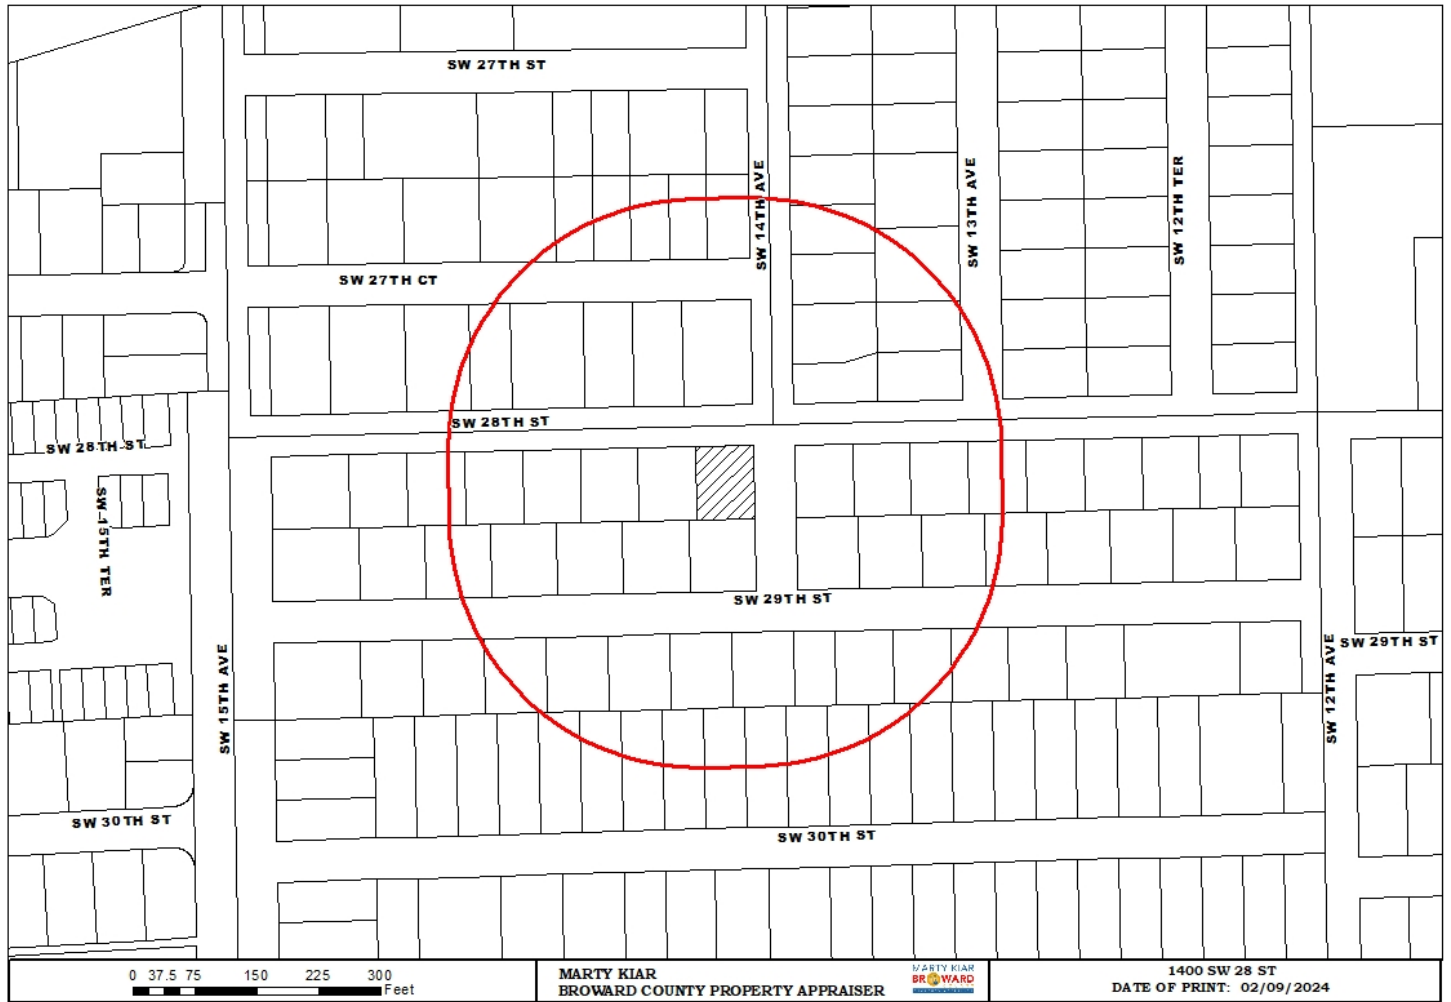 SW 27TH ST
SW 14TH AVE
SW 13TH AVE
SW 12TH TER
SW 27TH CT
SW 28TH ST
SW 28TH ST
SW 15TH TER
SW 29TH ST
SW 29TH ST
SW 15TH AVE
SW 12TH AVE
SW 30TH ST
SW 30TH ST
0 37.5 75 150 225 300
Feet
MARTY KIAR
BROWARD COUNTY PROPERTY APPRAISER
MARTY KIAR
BROWARD
1400 SW 28 ST
DATE OF PRINT: 02/09/2024